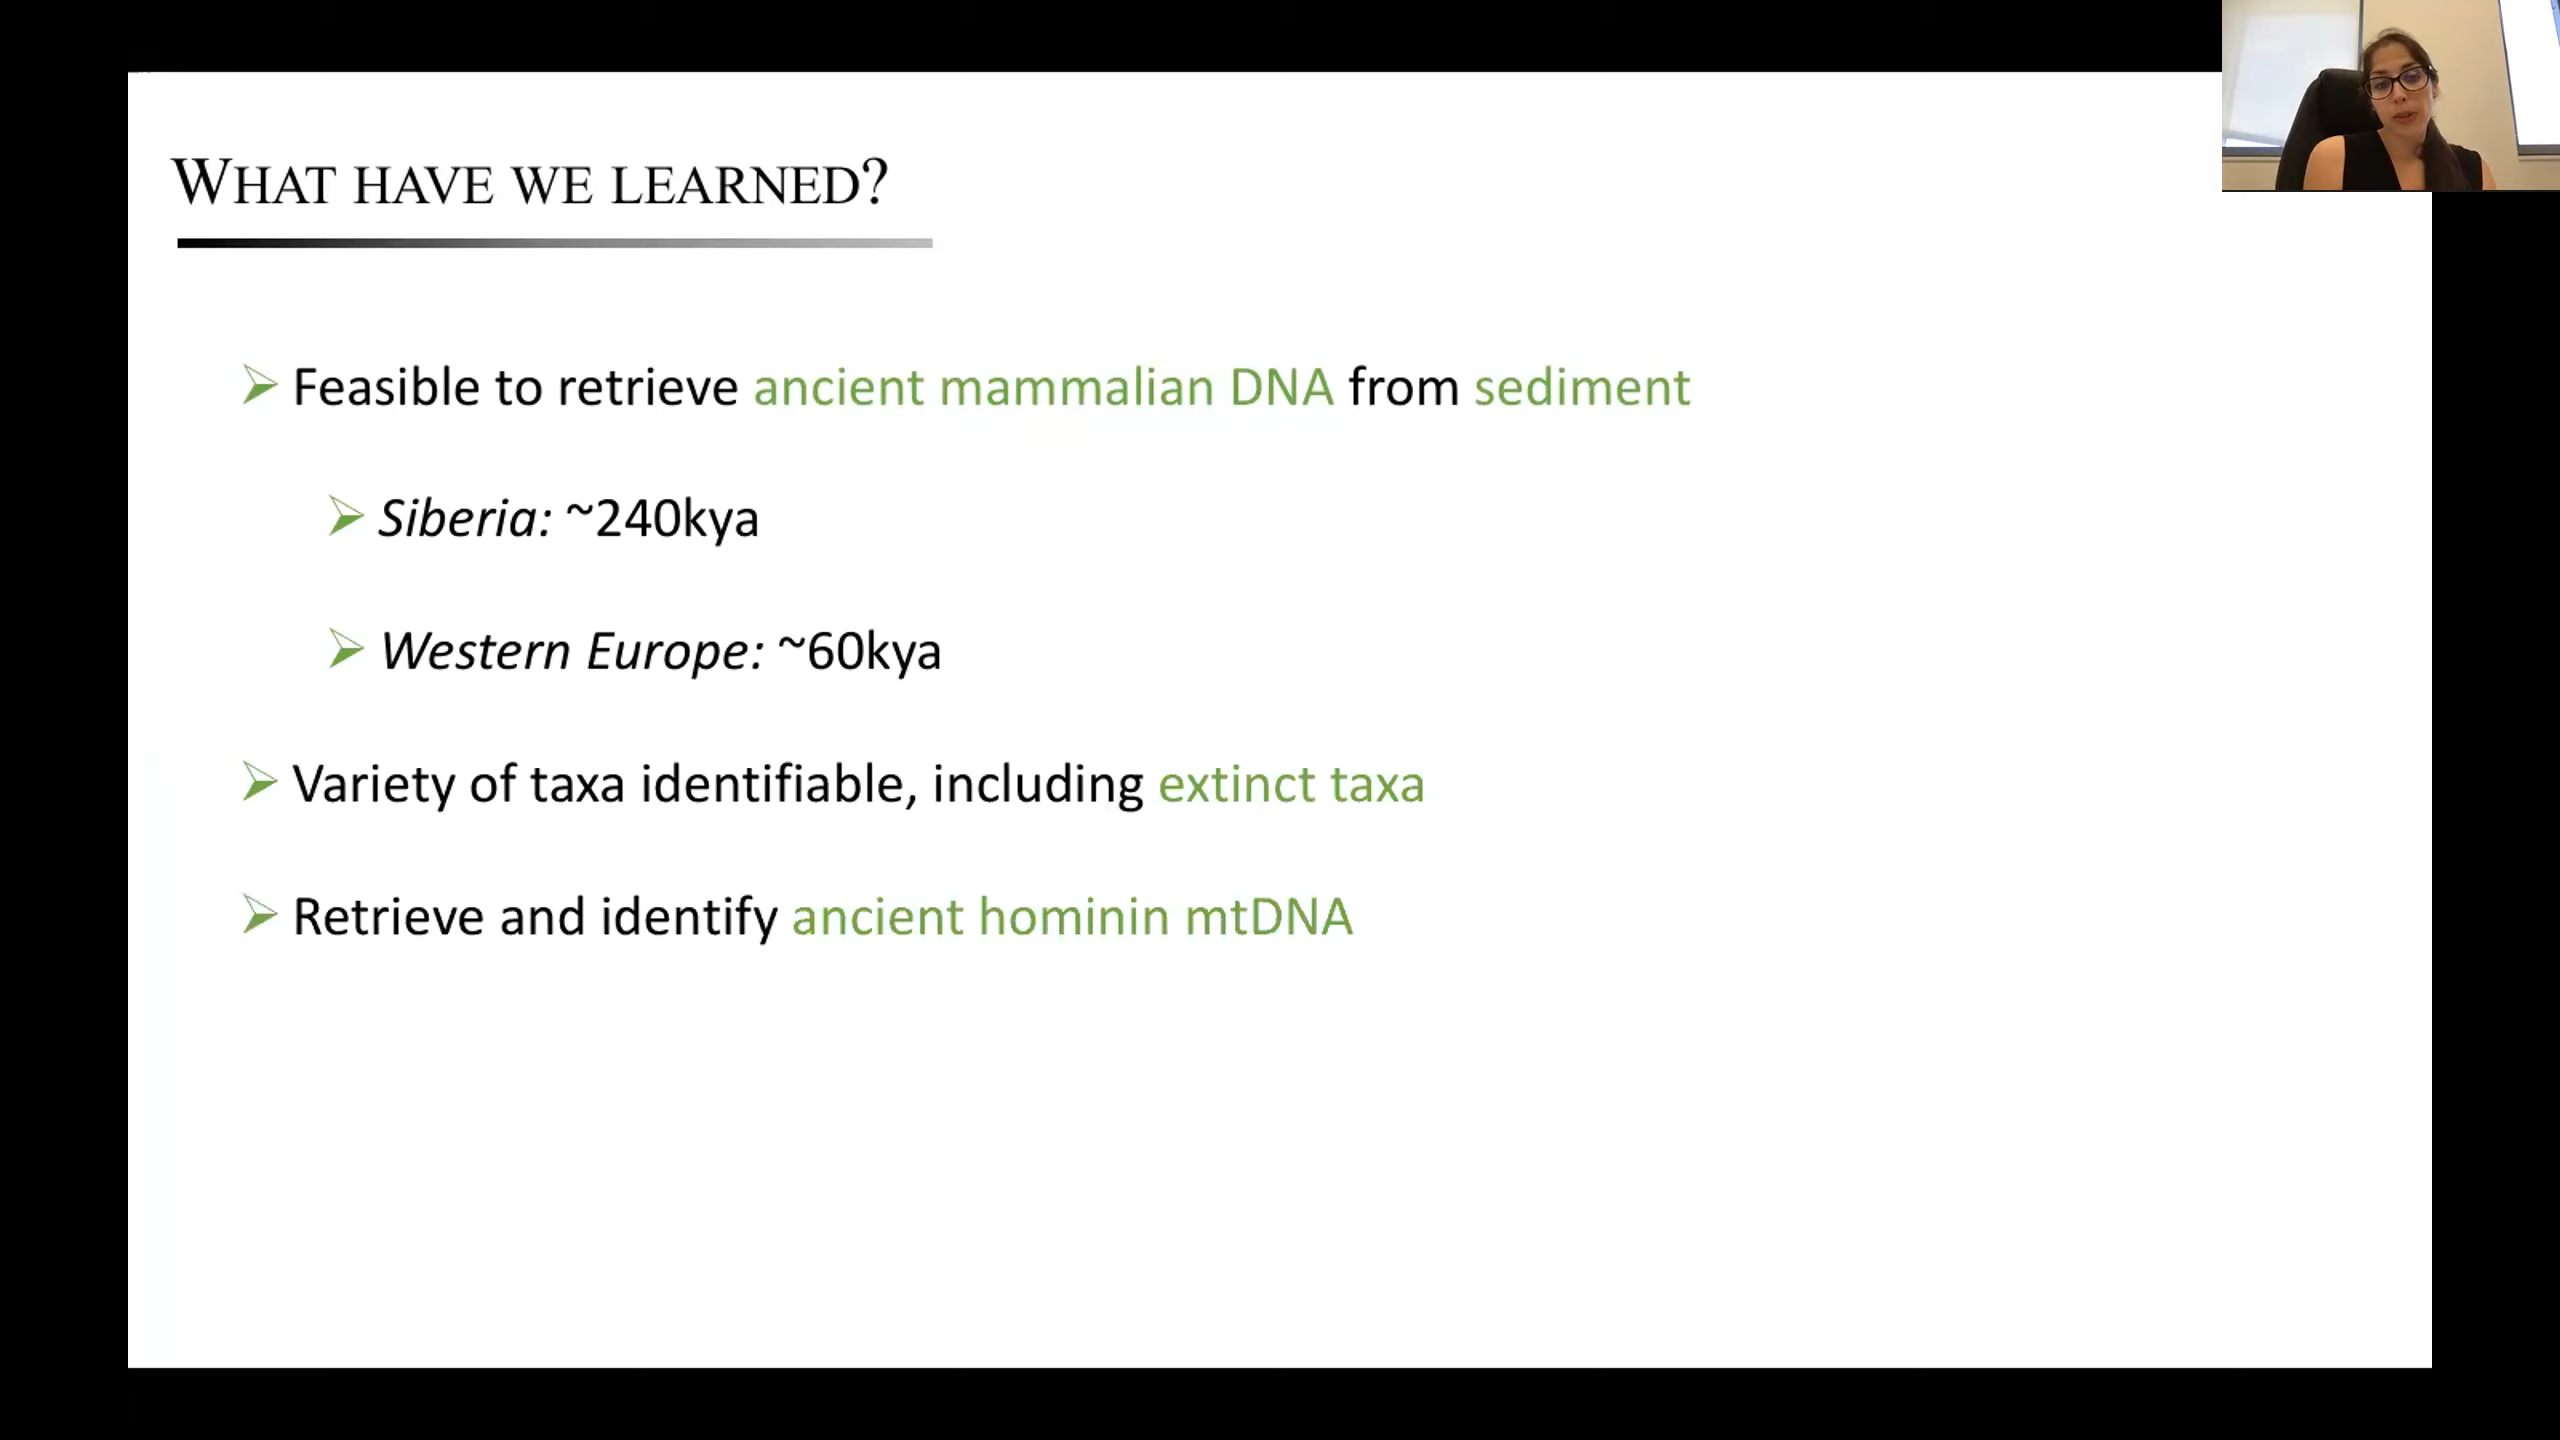 WHAT HAVE WE LEARNED?
Feasible to retrieve ancient mammalian DNA from sediment
Siberia: ~240kya
Western Europe: ~60kya
Variety of taxa identifiable, including extinct taxa
Retrieve and identify ancient hominin mtDNA